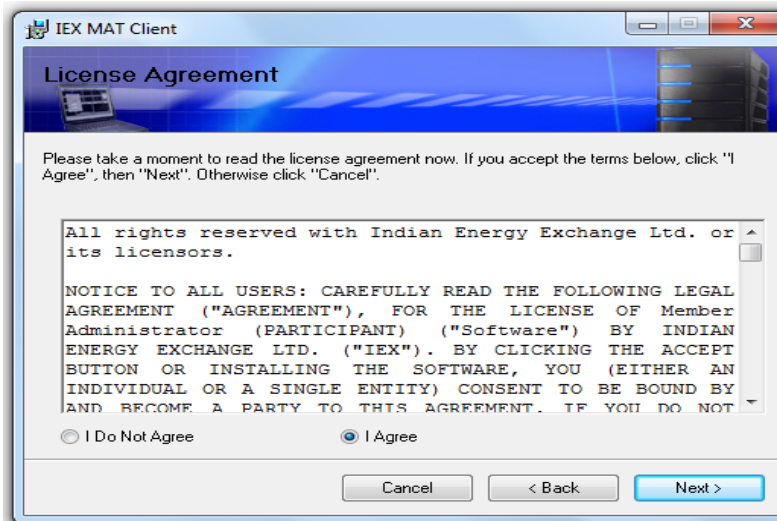 IEX MAT Client
License Agreement
Please take a moment to read the license agreement now. If you accept the terms below, click "I
Agree", then "Next". Otherwise click "Cancel".
All rights reserved with Indian Energy Exchange Ltd. or
its licensors.
NOTICE TO ALL USERS: CAREFULLY READ THE FOLLOWING LEGAL
AGREEMENT ("AGREEMENT"), FOR THE LICENSE OF Member
Administrator (PARTICIPANT) ("Software") BY INDIAN
ENERGY EXCHANGE LTD. ("IEX"). BY CLICKING THE ACCEPT
BUTTON OR INSTALLING THE SOFTWARE, YOU (EITHER AN
INDIVIDUAL OR A SINGLE ENTITY) CONSENT TO BE BOUND BY
AND BECOME A PARTY TO THIS AGREEMENT. IF YOU DO NOT
I Do Not Agree
I Agree
Cancel
< Back
Next >